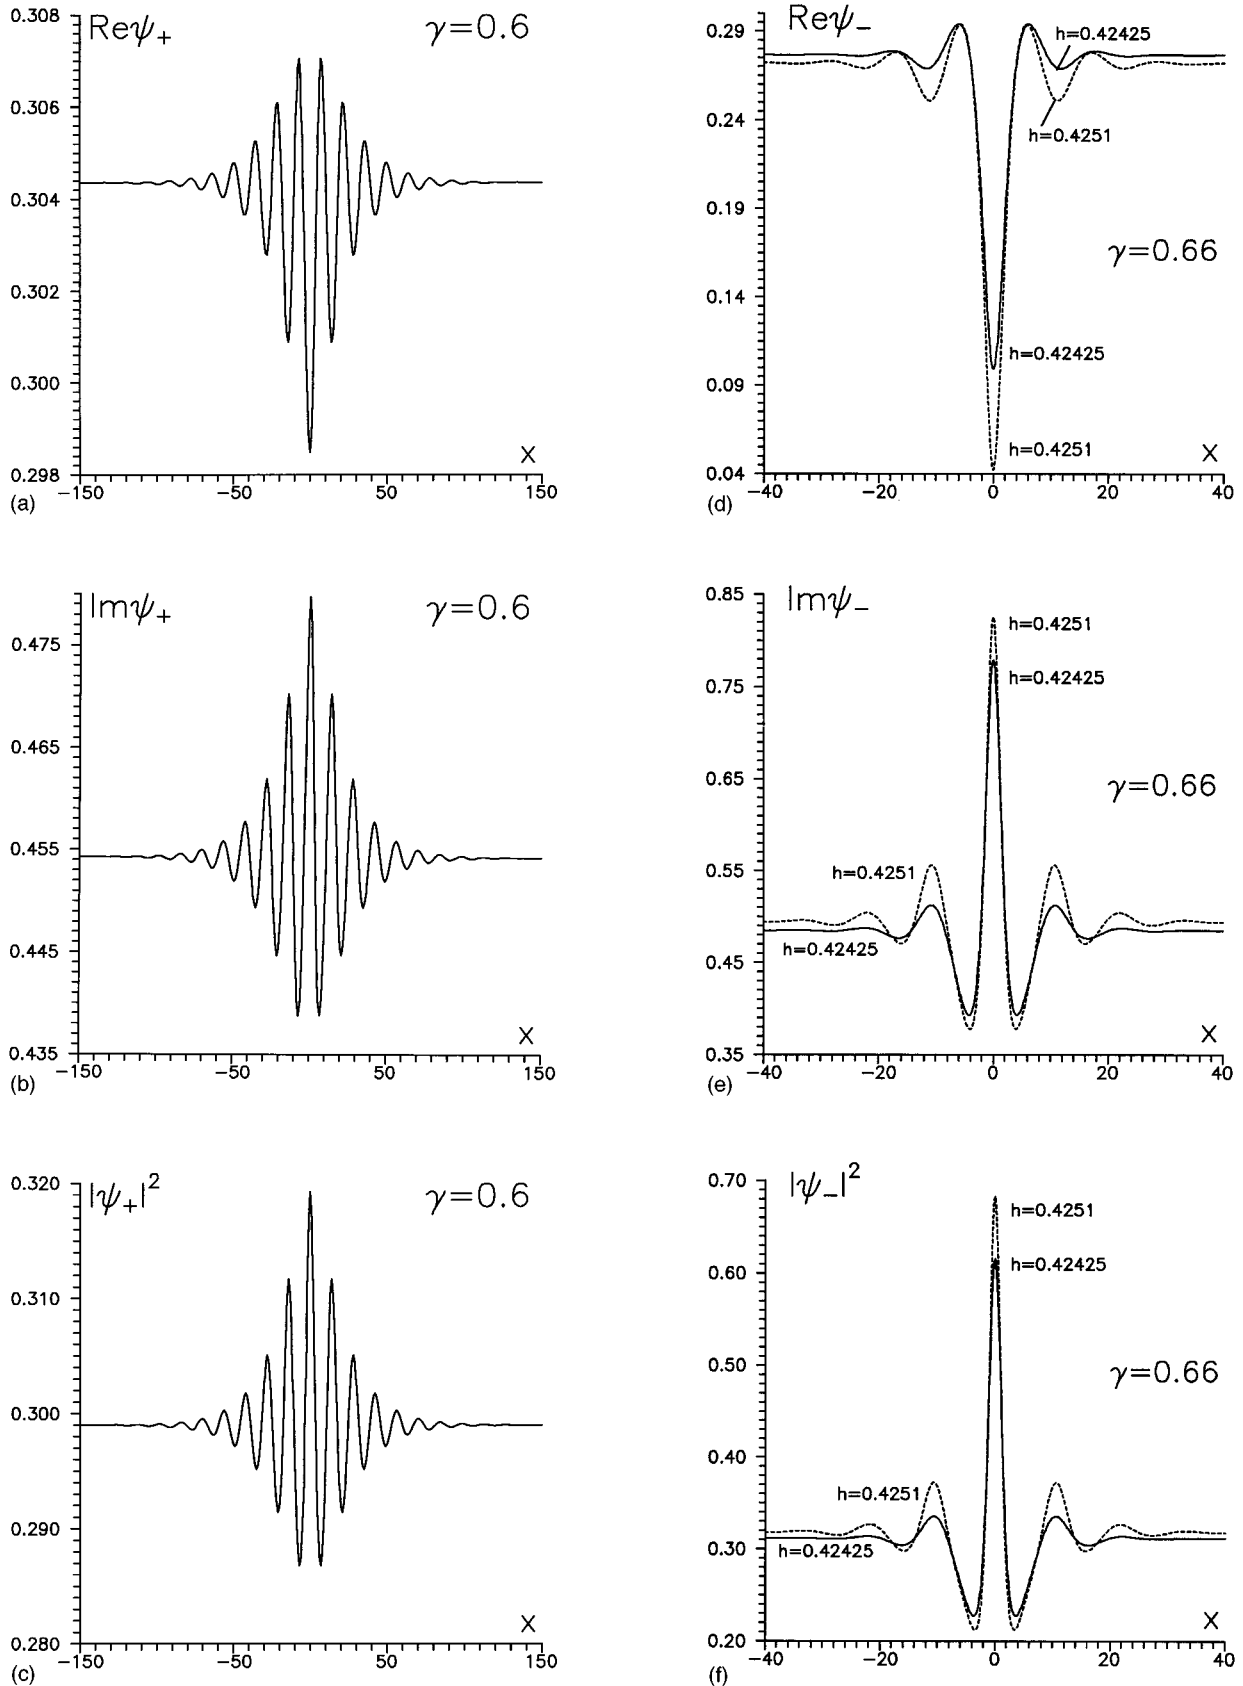 Reψ₊
γ=0.6
0.308
0.306
0.304
0.302
0.300
0.298
−150
−50
50
150
X
(a)
Reψ₋
h=0.42425
h=0.4251
γ=0.66
h=0.42425
h=0.4251
0.29
0.24
0.19
0.14
0.09
0.04
−40
−20
0
20
40
X
(d)
Imψ₊
γ=0.6
0.475
0.465
0.455
0.445
0.435
−150
−50
50
150
X
(b)
Imψ₋
h=0.4251
h=0.42425
γ=0.66
h=0.4251
h=0.42425
0.85
0.75
0.65
0.55
0.45
0.35
−40
−20
0
20
40
X
(e)
|ψ₊|²
γ=0.6
0.320
0.310
0.300
0.290
0.280
−150
−50
50
150
X
(c)
|ψ₋|²
h=0.4251
h=0.42425
γ=0.66
h=0.4251
h=0.42425
0.70
0.60
0.50
0.40
0.30
0.20
−40
−20
0
20
40
X
(f)